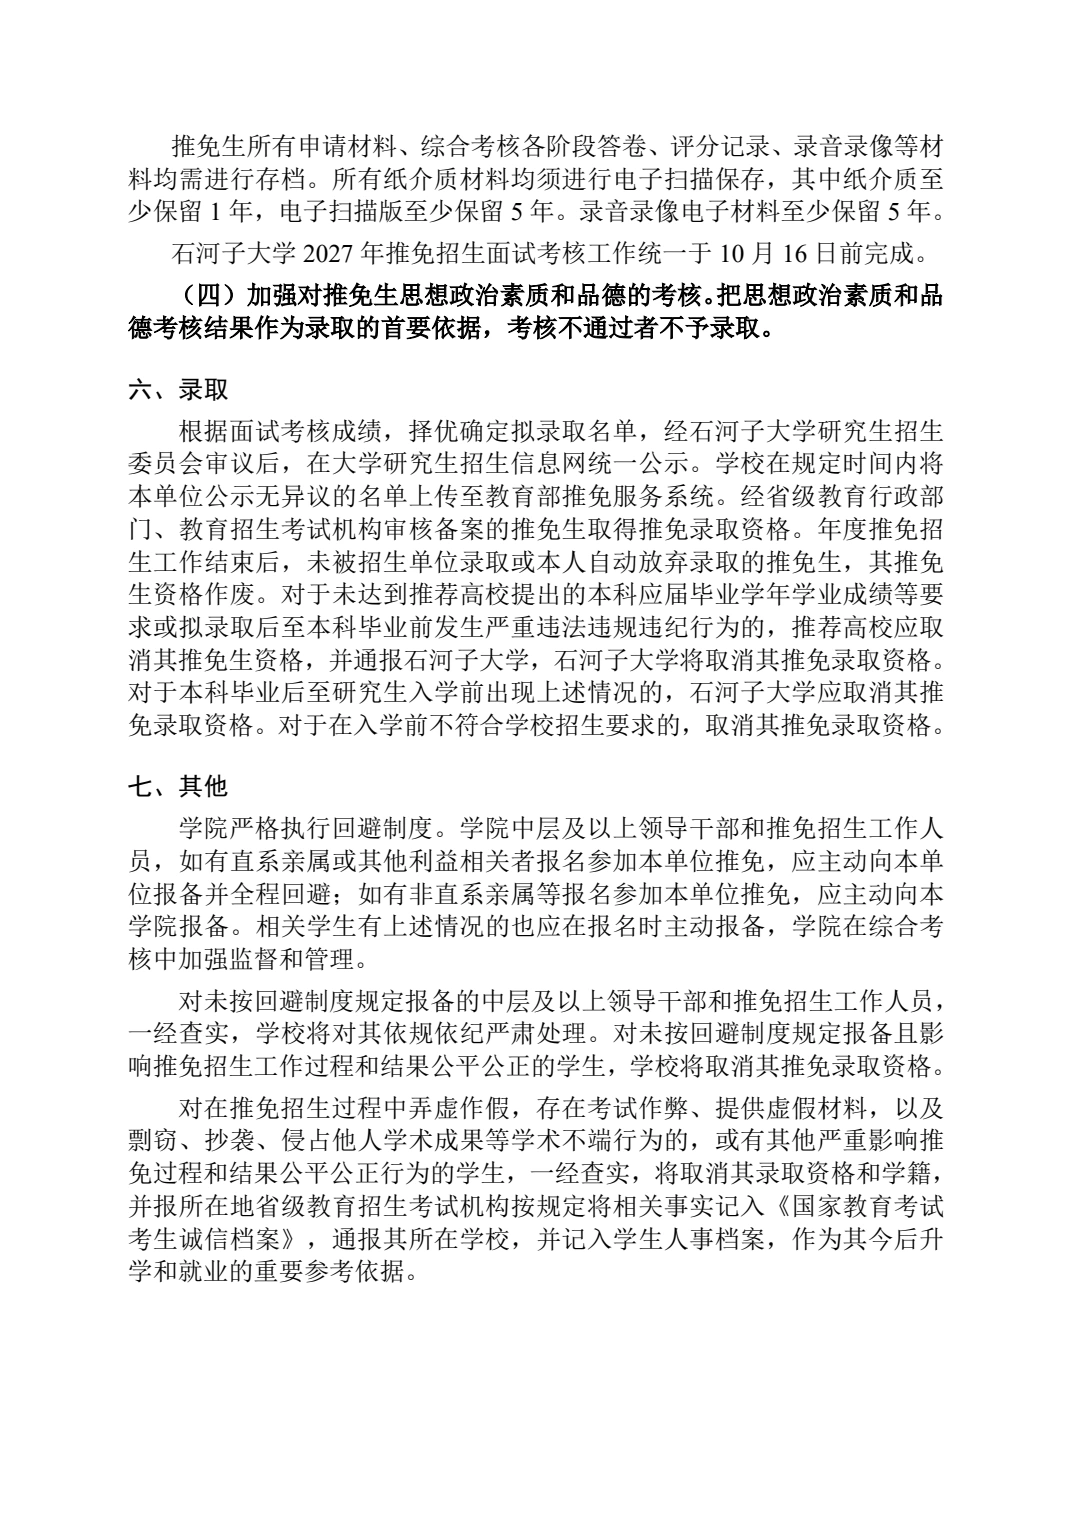 推免生所有申请材料、综合考核各阶段答卷、评分记录、录音录像等材
料均需进行存档。所有纸介质材料均须进行电子扫描保存，其中纸介质至
少保留 1 年，电子扫描版至少保留 5 年。录音录像电子材料至少保留 5 年。
石河子大学 2027 年推免招生面试考核工作统一于 10 月 16 日前完成。
（四）加强对推免生思想政治素质和品德的考核。把思想政治素质和品
德考核结果作为录取的首要依据，考核不通过者不予录取。
六、录取
根据面试考核成绩，择优确定拟录取名单，经石河子大学研究生招生
委员会审议后，在大学研究生招生信息网统一公示。学校在规定时间内将
本单位公示无异议的名单上传至教育部推免服务系统。经省级教育行政部
门、教育招生考试机构审核备案的推免生取得推免录取资格。年度推免招
生工作结束后，未被招生单位录取或本人自动放弃录取的推免生，其推免
生资格作废。对于未达到推荐高校提出的本科应届毕业学年学业成绩等要
求或拟录取后至本科毕业前发生严重违法违规违纪行为的，推荐高校应取
消其推免生资格，并通报石河子大学，石河子大学将取消其推免录取资格。
对于本科毕业后至研究生入学前出现上述情况的，石河子大学应取消其推
免录取资格。对于在入学前不符合学校招生要求的，取消其推免录取资格。
七、其他
学院严格执行回避制度。学院中层及以上领导干部和推免招生工作人
员，如有直系亲属或其他利益相关者报名参加本单位推免，应主动向本单
位报备并全程回避；如有非直系亲属等报名参加本单位推免，应主动向本
学院报备。相关学生有上述情况的也应在报名时主动报备，学院在综合考
核中加强监督和管理。
对未按回避制度规定报备的中层及以上领导干部和推免招生工作人员，
一经查实，学校将对其依规依纪严肃处理。对未按回避制度规定报备且影
响推免招生工作过程和结果公平公正的学生，学校将取消其推免录取资格。
对在推免招生过程中弄虚作假，存在考试作弊、提供虚假材料，以及
剽窃、抄袭、侵占他人学术成果等学术不端行为的，或有其他严重影响推
免过程和结果公平公正行为的学生，一经查实，将取消其录取资格和学籍，
并报所在地省级教育招生考试机构按规定将相关事实记入《国家教育考试
考生诚信档案》，通报其所在学校，并记入学生人事档案，作为其今后升
学和就业的重要参考依据。